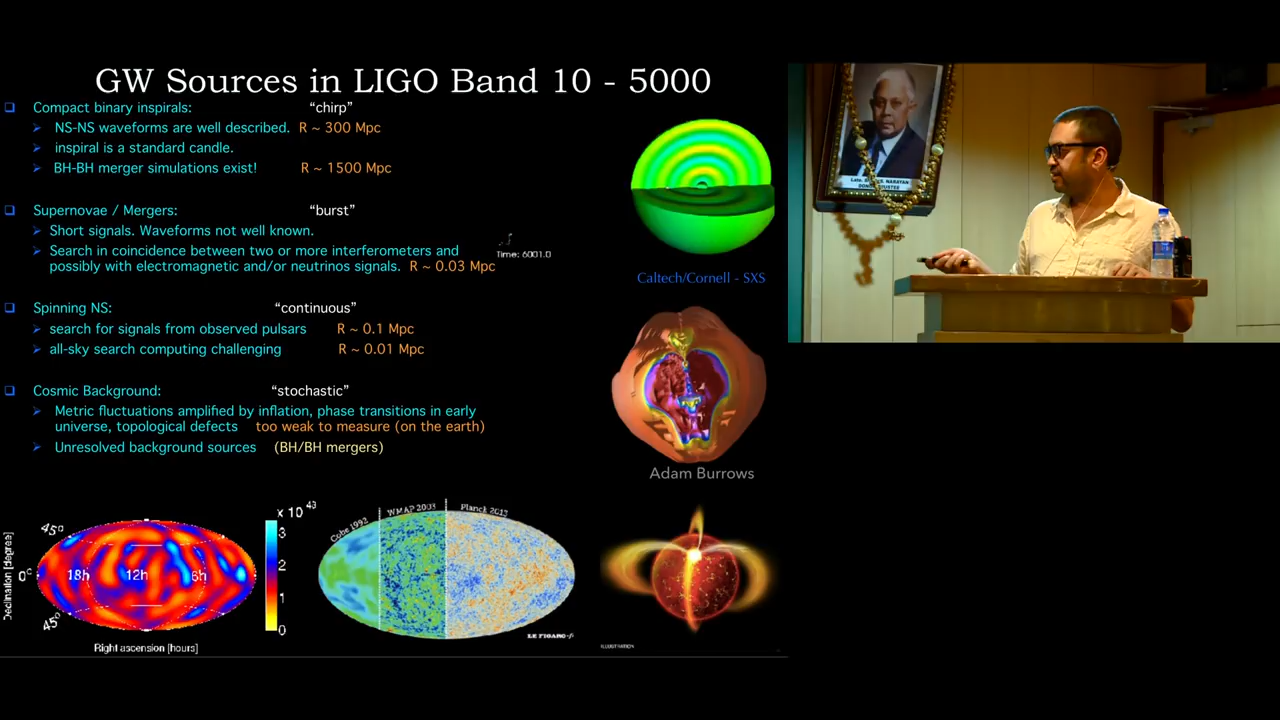 GW Sources in LIGO Band 10 - 5000
Compact binary inspirals: “chirp”
NS-NS waveforms are well described. R ~ 300 Mpc
inspiral is a standard candle.
BH-BH merger simulations exist! R ~ 1500 Mpc
Supernovae / Mergers: “burst”
Short signals. Waveforms not well known.
Search in coincidence between two or more interferometers and
possibly with electromagnetic and/or neutrinos signals. R ~ 0.03 Mpc
Time: 6001.0
Caltech/Cornell - SXS
Spinning NS: “continuous”
search for signals from observed pulsars R ~ 0.1 Mpc
all-sky search computing challenging R ~ 0.01 Mpc
Cosmic Background: “stochastic”
Metric fluctuations amplified by inflation, phase transitions in early
universe, topological defects too weak to measure (on the earth)
Unresolved background sources (BH/BH mergers)
Adam Burrows
Declination [degree]
45°
0°
45°
18h 12h 6h
Right ascension [hours]
x 10 43
3
2
1
0
Cobe 1992
WMAP 2003
Planck 2013
LE FIGARO·fr
ILLUSTRATION
Late. NARAYAN